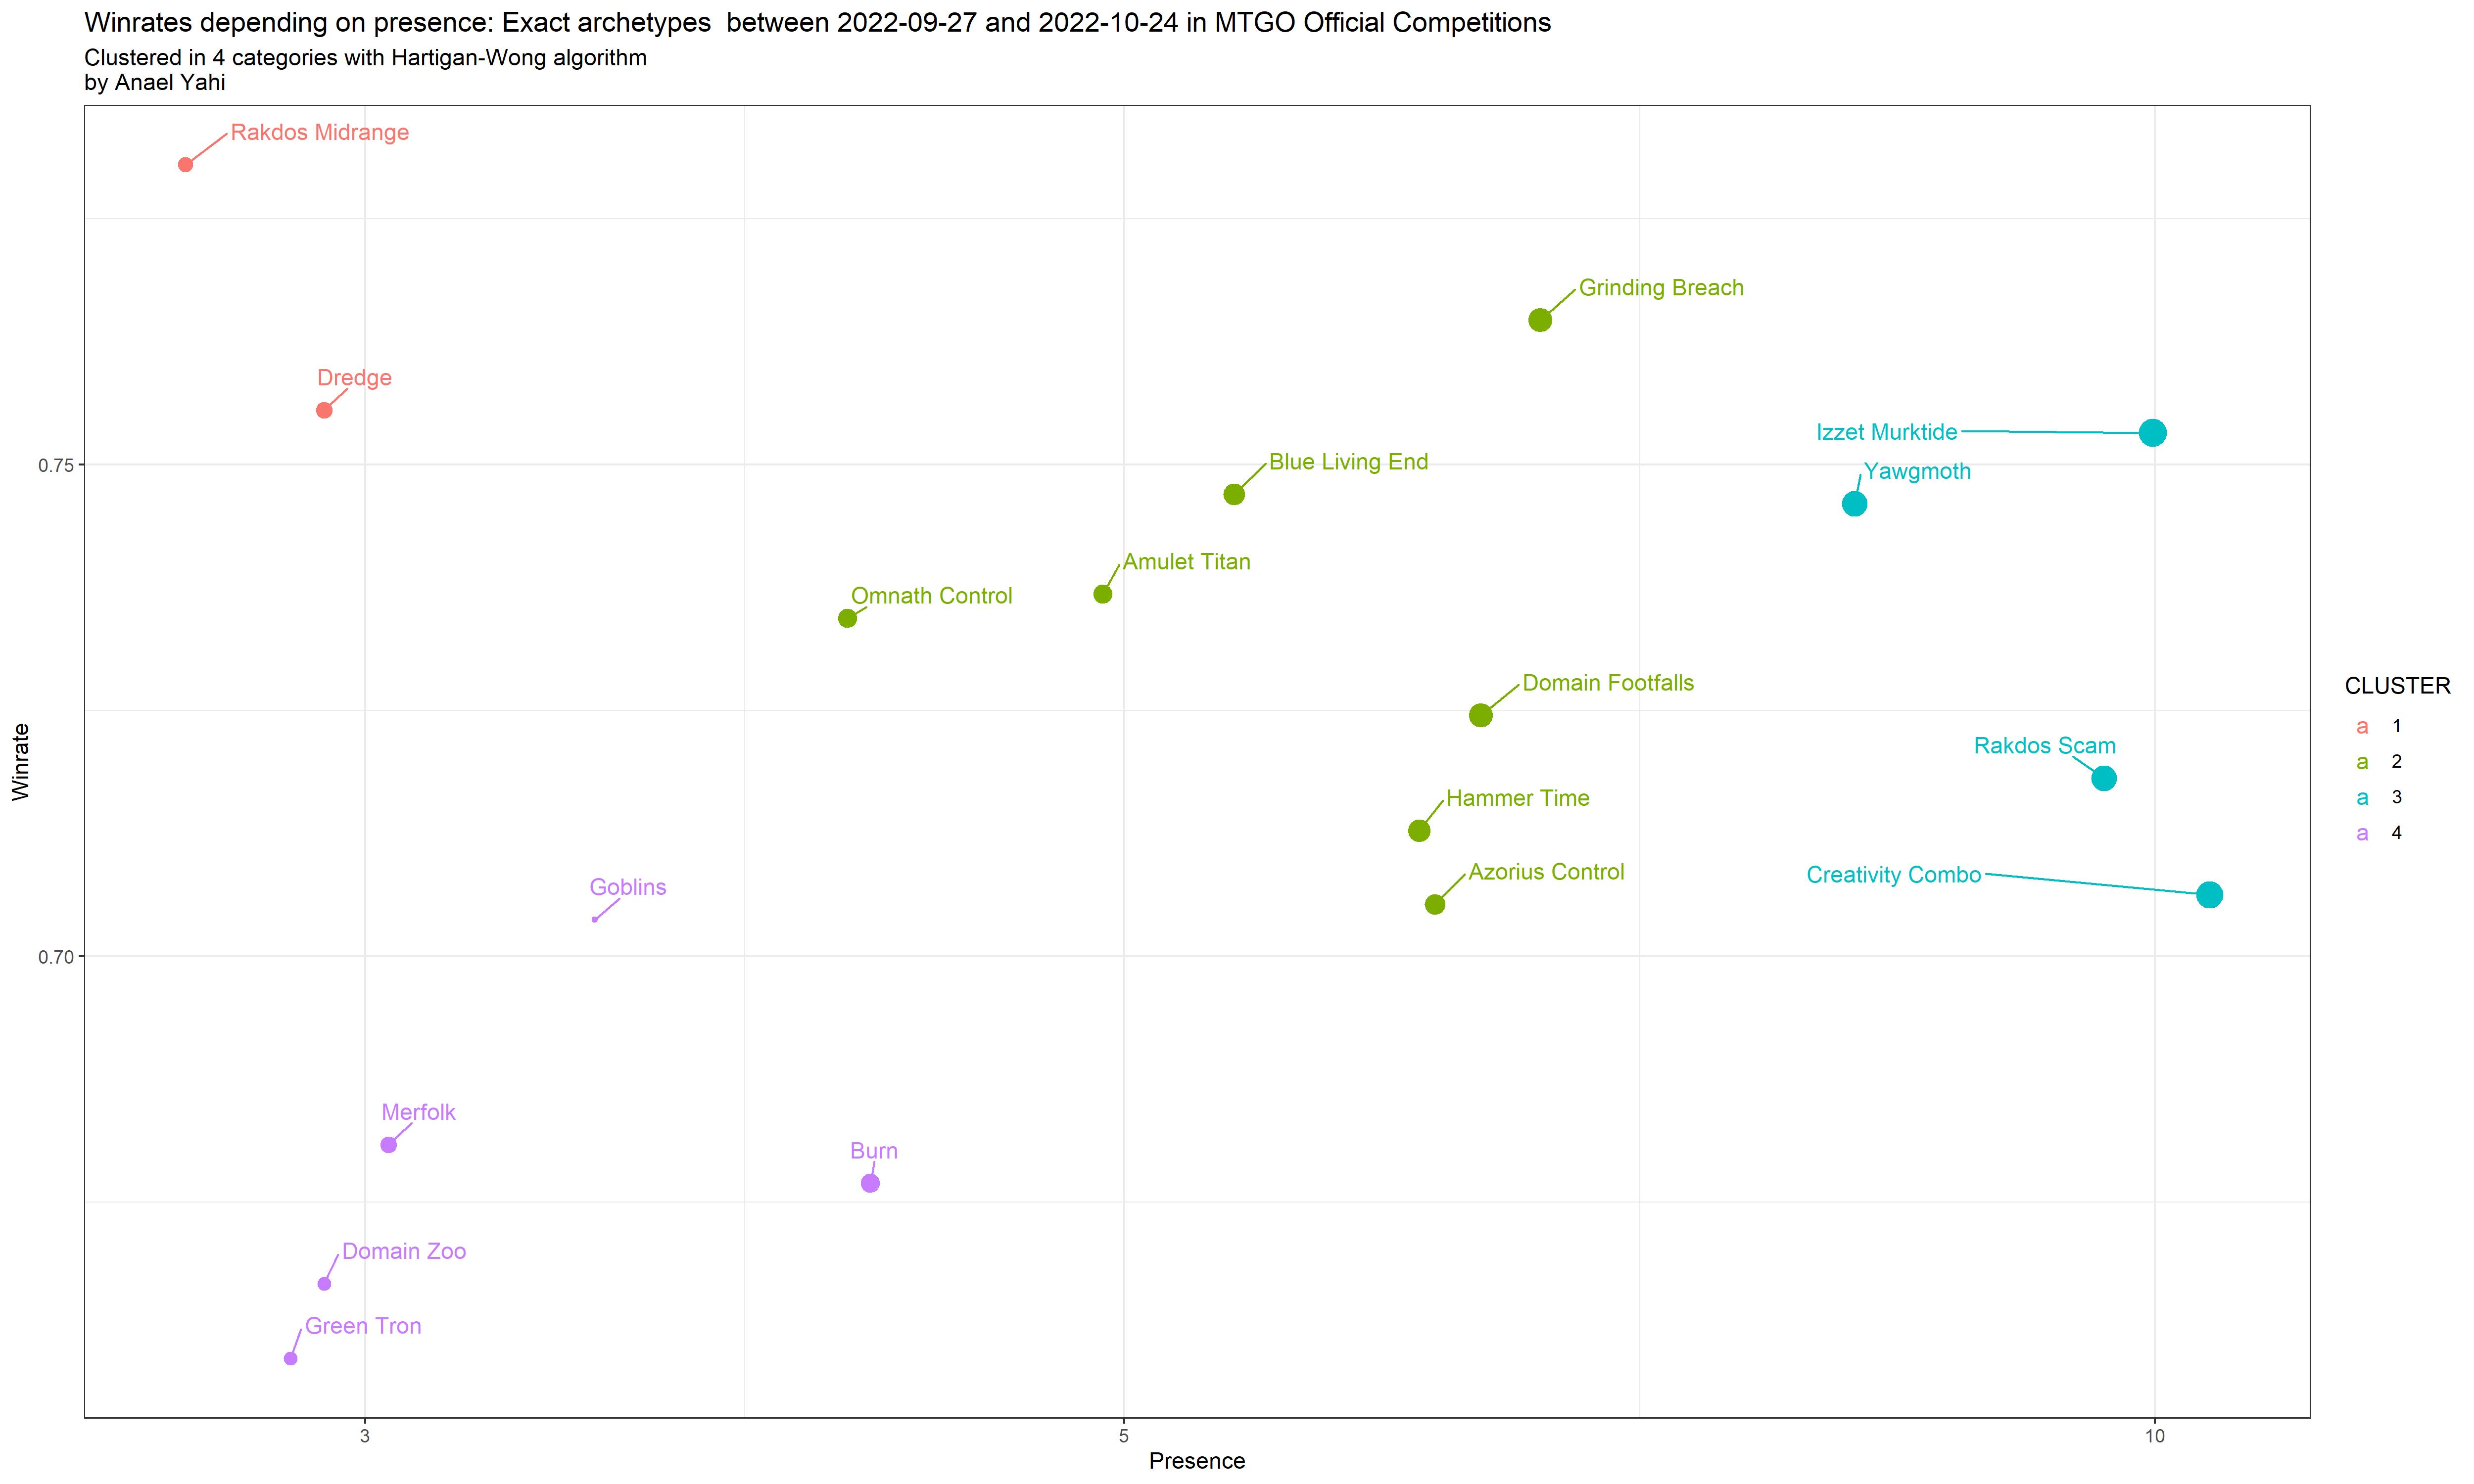 Winrates depending on presence: Exact archetypes  between 2022-09-27 and 2022-10-24 in MTGO Official Competitions
Clustered in 4 categories with Hartigan-Wong algorithm
by Anael Yahi
Rakdos Midrange
Grinding Breach
Dredge
Izzet Murktide
Blue Living End
0.75
Yawgmoth
Amulet Titan
Omnath Control
Domain Footfalls
CLUSTER
a 1
a 2
a 3
a 4
Winrate
Rakdos Scam
Hammer Time
Azorius Control
Creativity Combo
Goblins
0.70
Merfolk
Burn
Domain Zoo
Green Tron
3
5
10
Presence